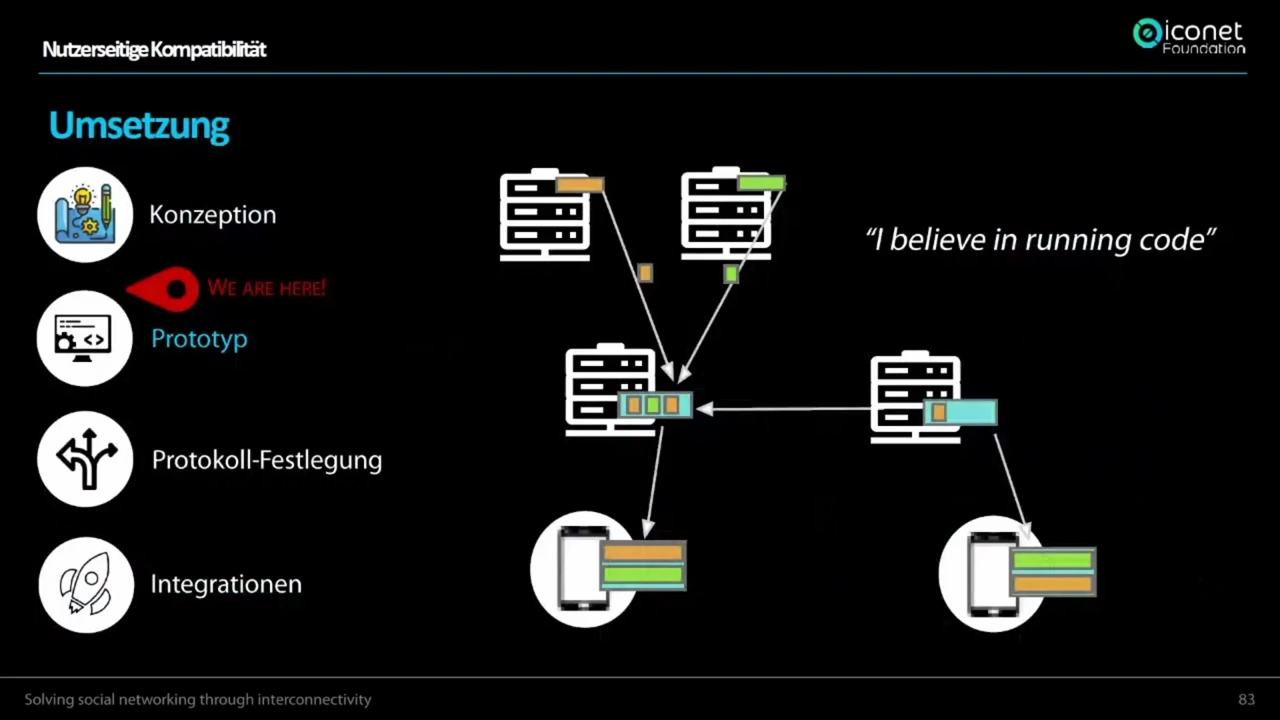 Nutzerseitige Kompatibilität
iconet
Foundation
Umsetzung
Konzeption
WE ARE HERE!
Prototyp
Protokoll-Festlegung
Integrationen
“I believe in running code”
Solving social networking through interconnectivity
83